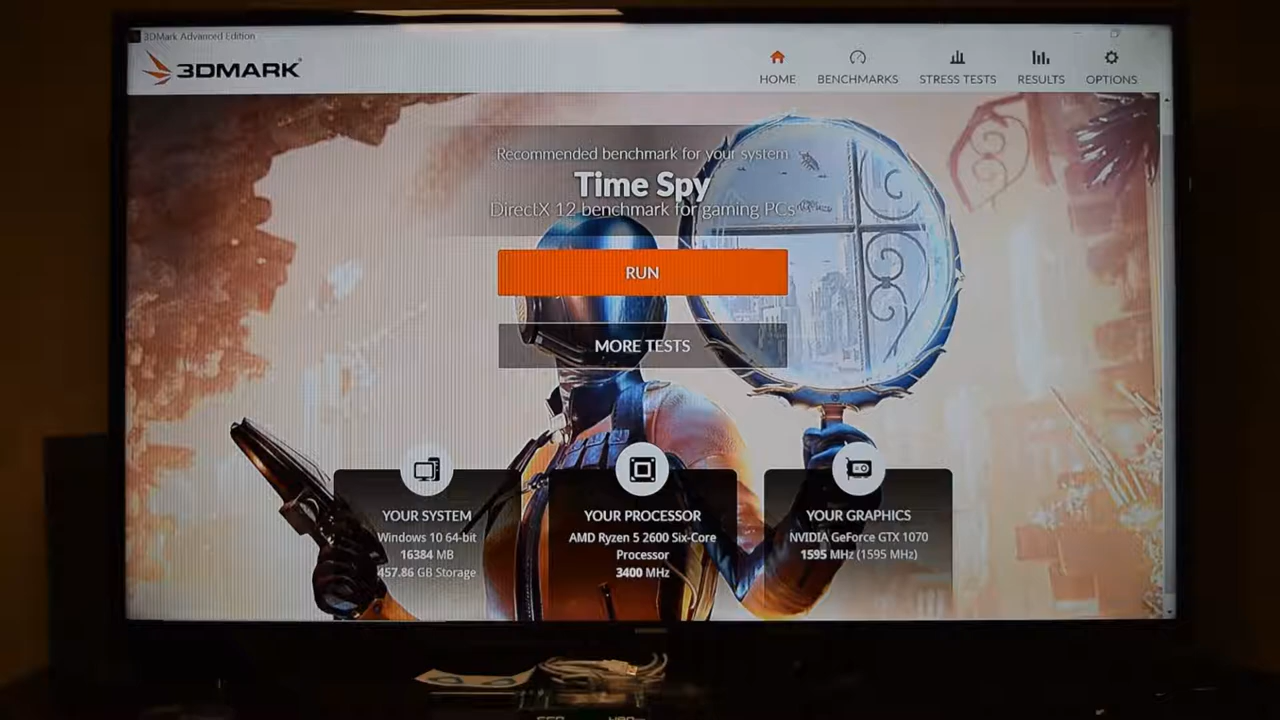 3DMark Advanced Edition
3DMARK
HOME
BENCHMARKS
STRESS TESTS
RESULTS
OPTIONS
Recommended benchmark for your system
Time Spy
DirectX 12 benchmark for gaming PCs
RUN
MORE TESTS
YOUR SYSTEM
Windows 10 64-bit
16384 MB
457.86 GB Storage
YOUR PROCESSOR
AMD Ryzen 5 2600 Six-Core
Processor
3400 MHz
YOUR GRAPHICS
NVIDIA GeForce GTX 1070
1595 MHz (1595 MHz)